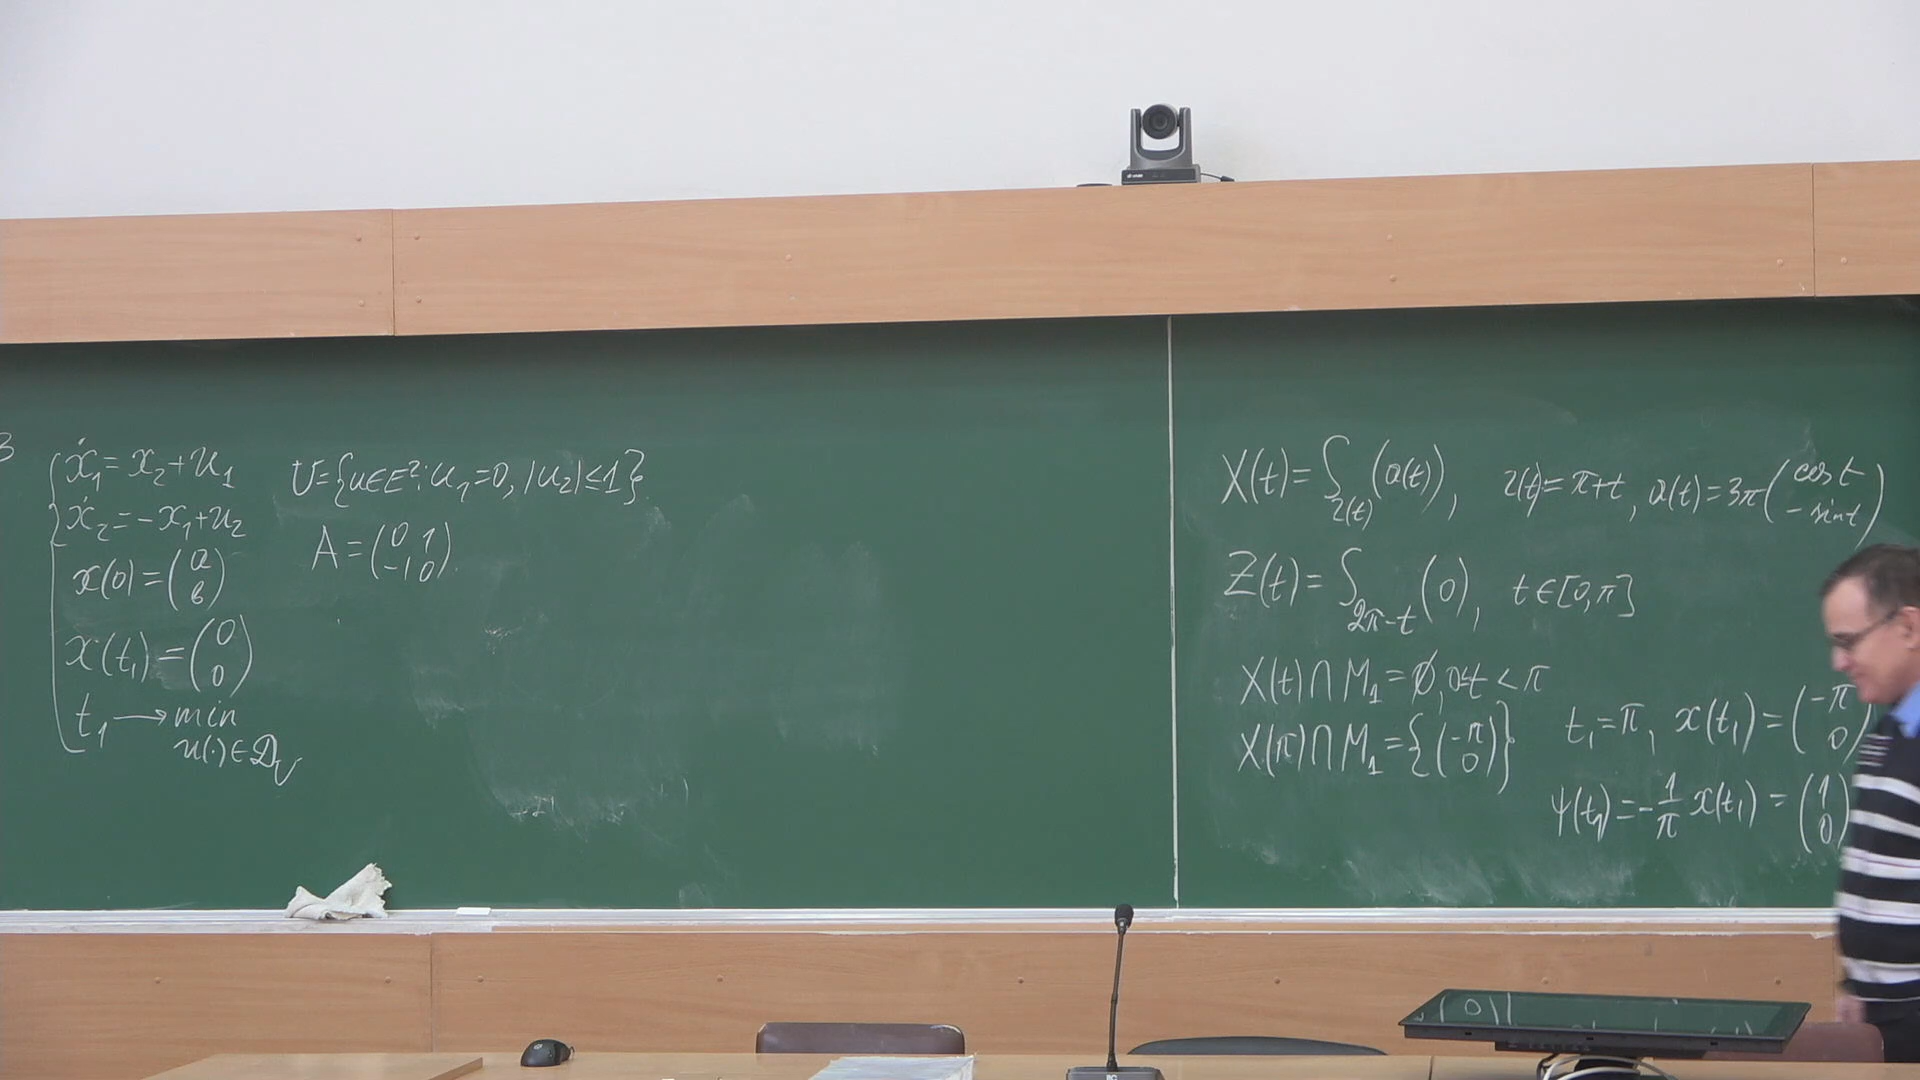 3
ẋ₁ = x₂ + u₁
ẋ₂ = -x₁ + u₂
x(0) = (a в)
x(t₁) = (0 0)
t₁ → min
u(·) ∈ D_U
U = {u ∈ E²: u₁ = 0, |u₂| ≤ 1}.
A = (0 1 -1 0).
X(t) = S_{r(t)}(a(t)), r(t) = π + t, a(t) = 3π(cos t -sin t)
Z(t) = S_{2π-t}(0), t ∈ [0, π]
X(t) ∩ M₁ = ∅, 0≤t < π
X(π) ∩ M₁ = {(-π 0)}
t₁ = π, x(t₁) = (-π 0)
ψ(t₁) = -1/π x(t₁) = (1 0)